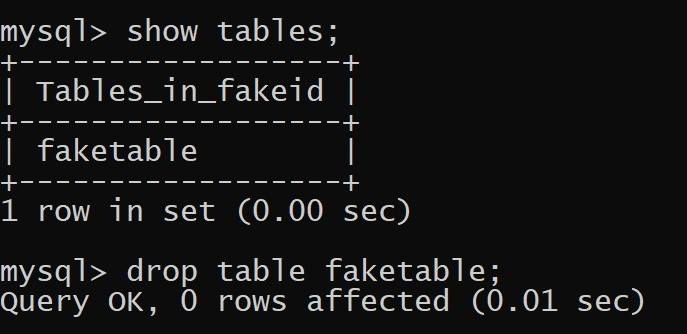 mysql> show tables;
+------------------+
| Tables_in_fakeid |
+------------------+
| faketable        |
+------------------+
1 row in set (0.00 sec)
mysql> drop table faketable;
Query OK, 0 rows affected (0.01 sec)